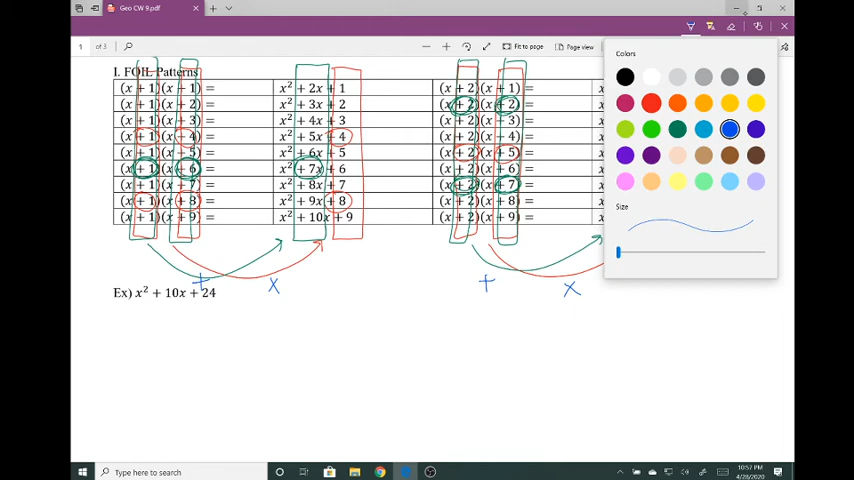 Geo CW 9.pdf
1 of 3 Fit to page Page view
Colors
Size
I. FOIL Patterns
(x + 1)(x + 1) = x² + 2x + 1 (x + 2)(x + 1) =
(x + 1)(x + 2) = x² + 3x + 2 (x + 2)(x + 2) =
(x + 1)(x + 3) = x² + 4x + 3 (x + 2)(x + 3) =
(x + 1)(x + 4) = x² + 5x + 4 (x + 2)(x + 4) =
(x + 1)(x + 5) = x² + 6x + 5 (x + 2)(x + 5) =
(x + 1)(x + 6) = x² + 7x + 6 (x + 2)(x + 6) =
(x + 1)(x + 7) = x² + 8x + 7 (x + 2)(x + 7) =
(x + 1)(x + 8) = x² + 9x + 8 (x + 2)(x + 8) =
(x + 1)(x + 9) = x² + 10x + 9 (x + 2)(x + 9) =
+ x + x
Ex) x² + 10x + 24
Type here to search
10:57 PM
4/28/2020